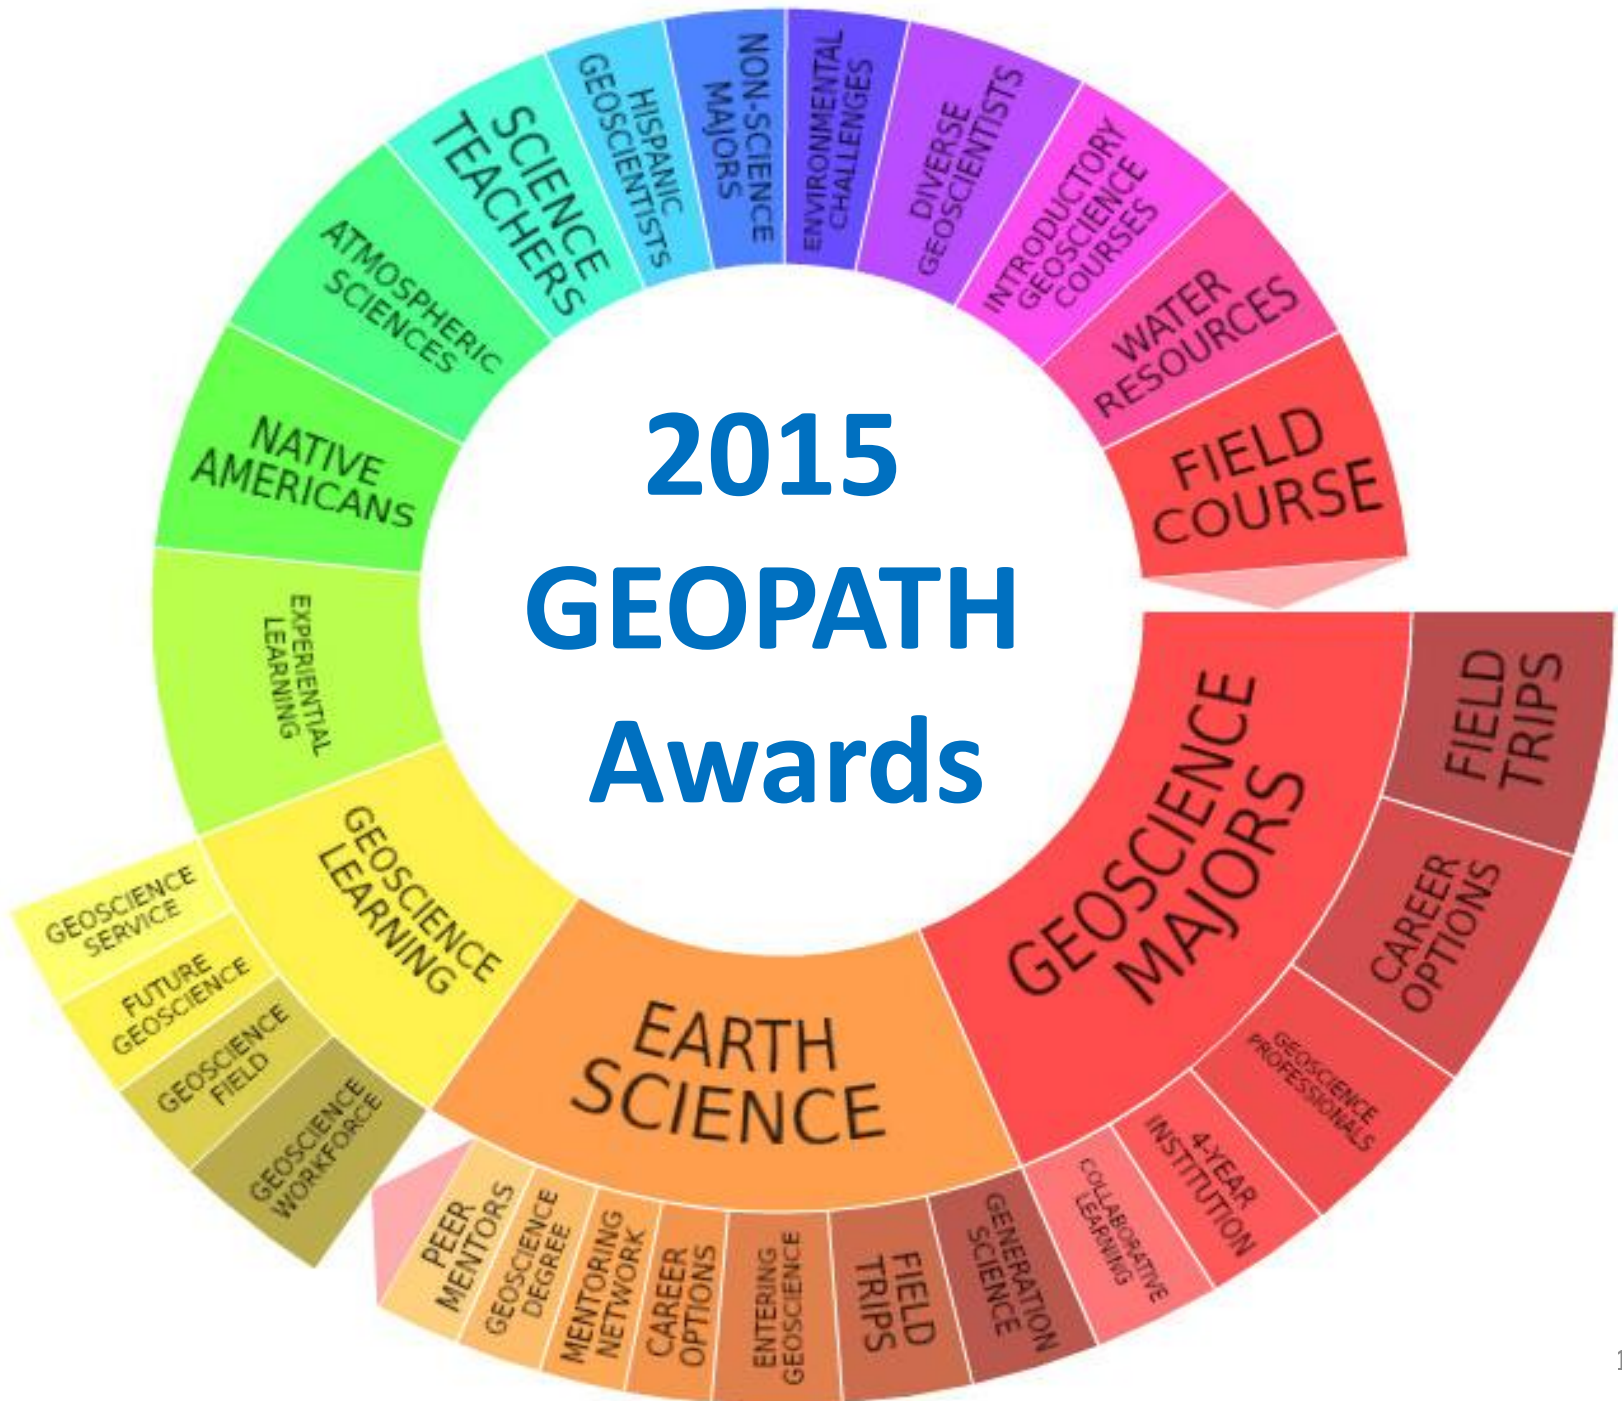 2015
GEOPATH
Awards
NON-SCIENCE
MAJORS
ENVIRONMENTAL
CHALLENGES
DIVERSE
GEOSCIENTISTS
INTRODUCTORY
GEOSCIENCE
COURSES
WATER
RESOURCES
FIELD
COURSE
GEOSCIENCE
MAJORS
FIELD
TRIPS
CAREER
OPTIONS
GEOSCIENCE
PROFESSIONALS
4-YEAR
INSTITUTION
COLLABORATIVE
LEARNING
EARTH
SCIENCE
GENERATION
SCIENCE
FIELD
TRIPS
ENTERING
GEOSCIENCE
CAREER
OPTIONS
MENTORING
NETWORK
GEOSCIENCE
DEGREE
PEER
MENTORS
GEOSCIENCE
LEARNING
GEOSCIENCE
WORKFORCE
GEOSCIENCE
FIELD
FUTURE
GEOSCIENCE
GEOSCIENCE
SERVICE
EXPERIENTIAL
LEARNING
NATIVE
AMERICANS
ATMOSPHERIC
SCIENCES
SCIENCE
TEACHERS
HISPANIC
GEOSCIENTISTS
1